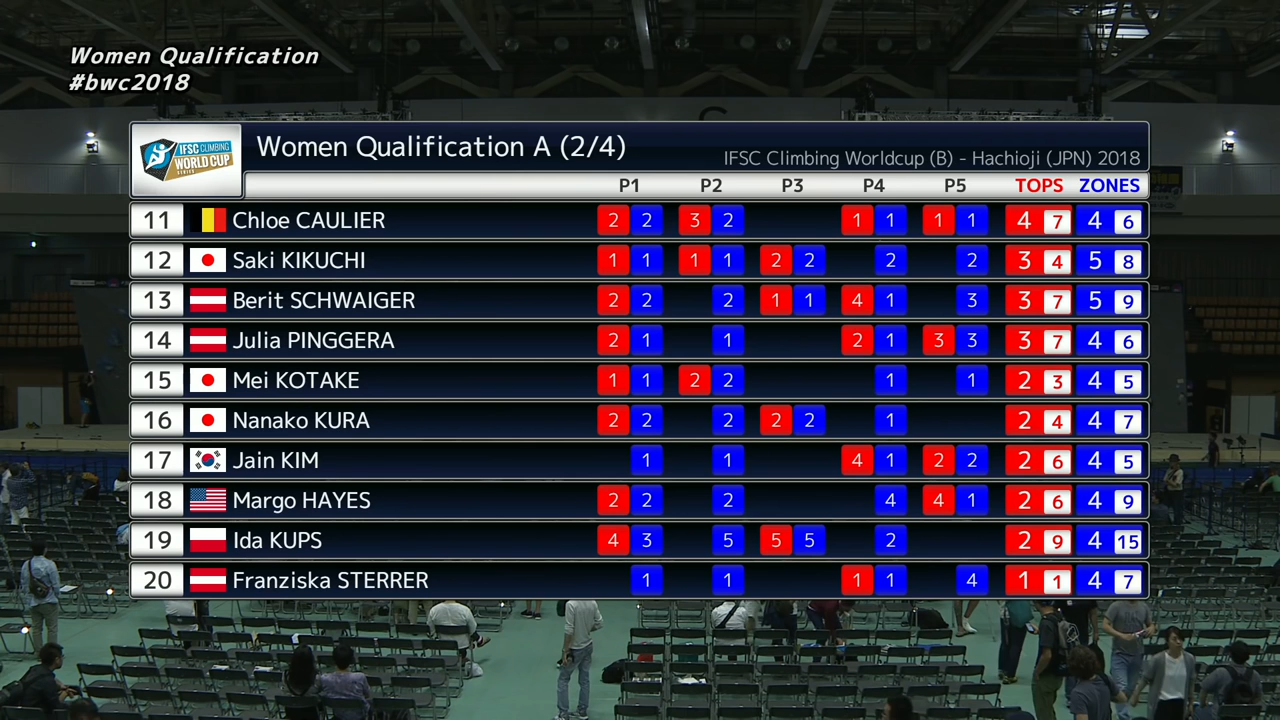 Women Qualification
#bwc2018
IFSC CLIMBING
WORLD CUP
SERIES
Women Qualification A (2/4)
IFSC Climbing Worldcup (B) - Hachioji (JPN) 2018
P1 P2 P3 P4 P5 TOPS ZONES
11 Chloe CAULIER 2 2 3 2 1 1 1 1 4 7 4 6
12 Saki KIKUCHI 1 1 1 1 2 2 2 2 3 4 5 8
13 Berit SCHWAIGER 2 2 2 1 1 4 1 3 3 7 5 9
14 Julia PINGGERA 2 1 1 2 1 3 3 3 7 4 6
15 Mei KOTAKE 1 1 2 2 1 1 2 3 4 5
16 Nanako KURA 2 2 2 2 2 1 2 4 4 7
17 Jain KIM 1 1 4 1 2 2 2 6 4 5
18 Margo HAYES 2 2 2 4 4 1 2 6 4 9
19 Ida KUPS 4 3 5 5 5 2 2 9 4 15
20 Franziska STERRER 1 1 1 1 4 1 1 4 7